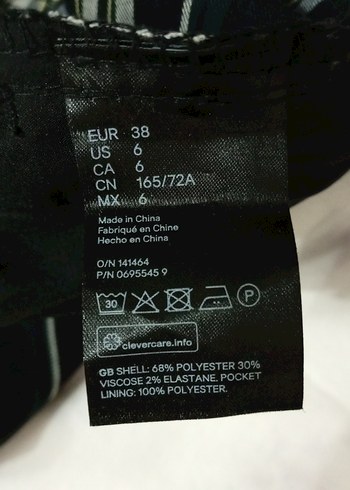 EUR 38
US 6
CA 6
CN 165/72A
MX 6
Made in China
Fabriqué en Chine
Hecho en China
O/N 141464
P/N 0695545 9
30 P
clevercare.info
GB SHELL: 68% POLYESTER 30%
VISCOSE 2% ELASTANE. POCKET
LINING: 100% POLYESTER.